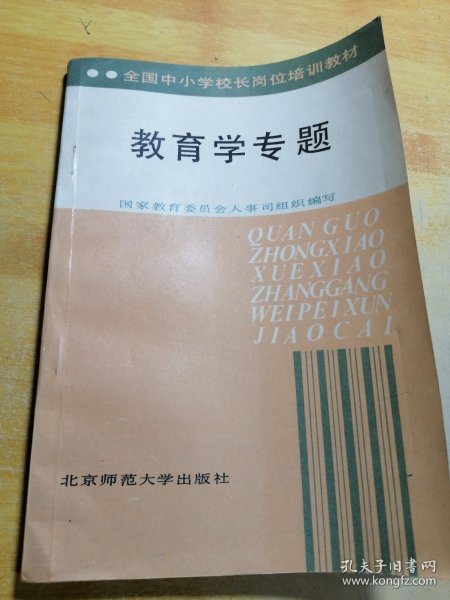 ●●全国中小学校长岗位培训教材
教育学专题
国家教育委员会人事司组织编写
QUAN GUO
ZHONGXIAO
XUEXIAO
ZHANGGANG
WEIPEIXUN
JIAOCAI
北京师范大学出版社
孔夫子旧书网
www.kongfz.com